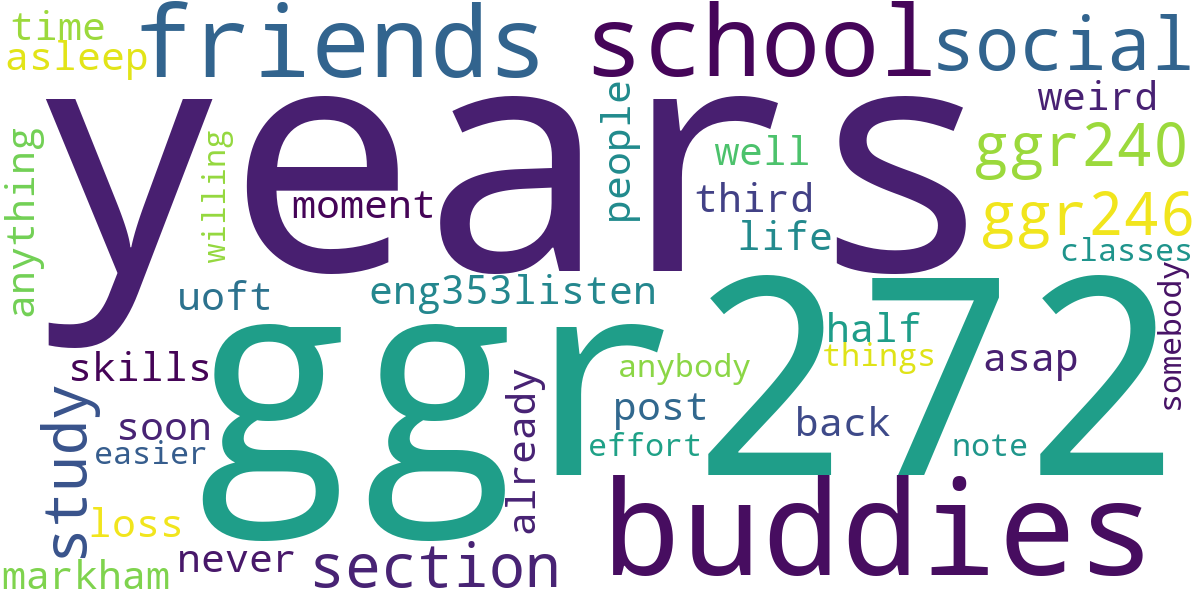 time
friends
school
social
asleep
years
weird
people
anything
willing
well
ggr240
moment
third
ggr246
life
classes
uoft
eng353listen
ggr272
somebody
half
skills
anybody
things
asap
already
study
post
soon
back
easier
effort
note
buddies
loss
never
section
markham